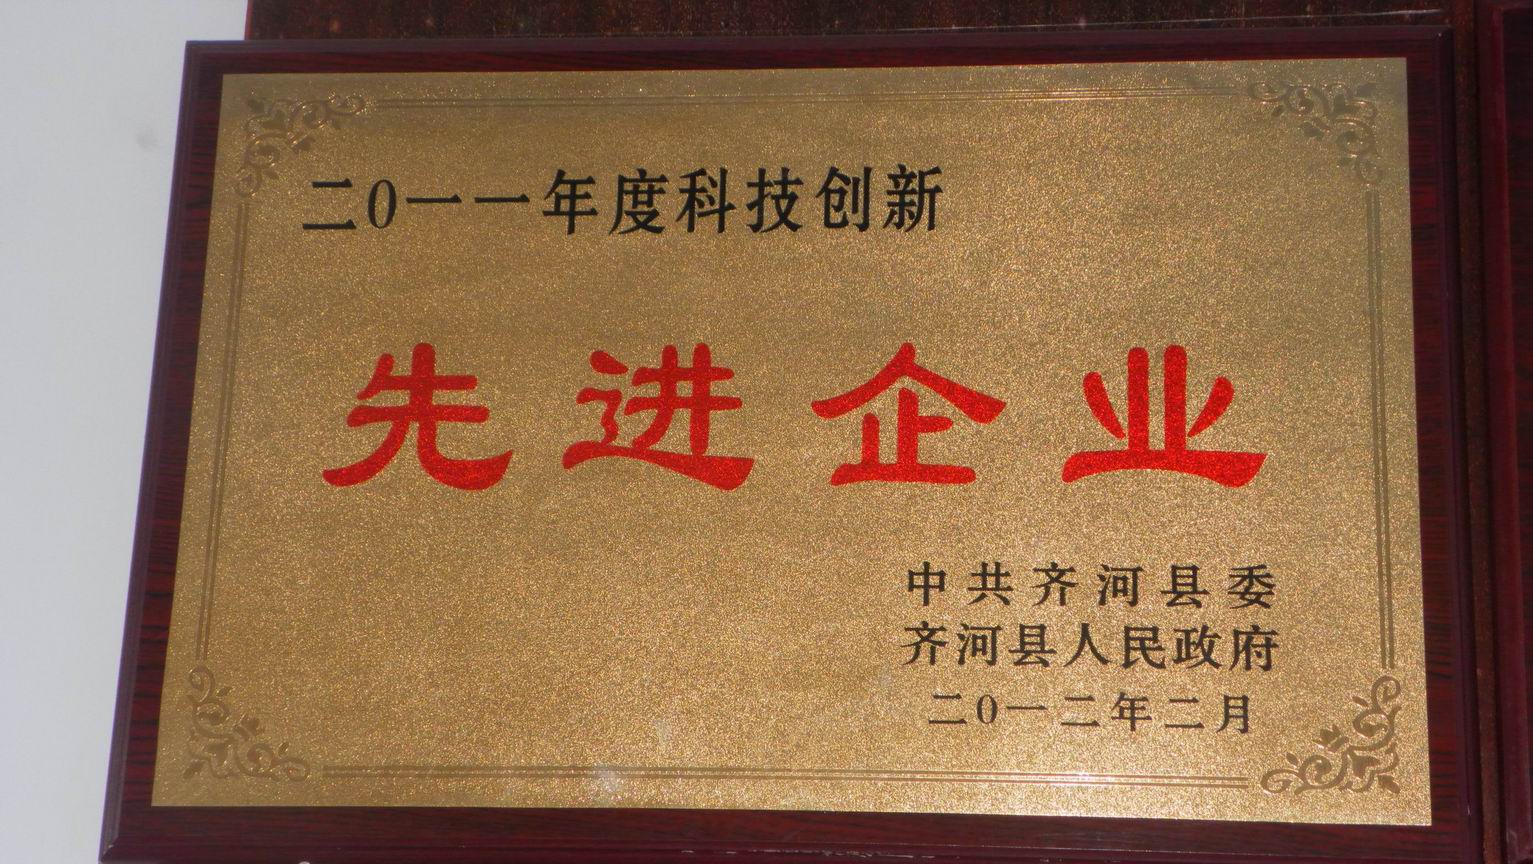 二0一一年度科技创新
先进企业
中共齐河县委
齐河县人民政府
二0一二年二月